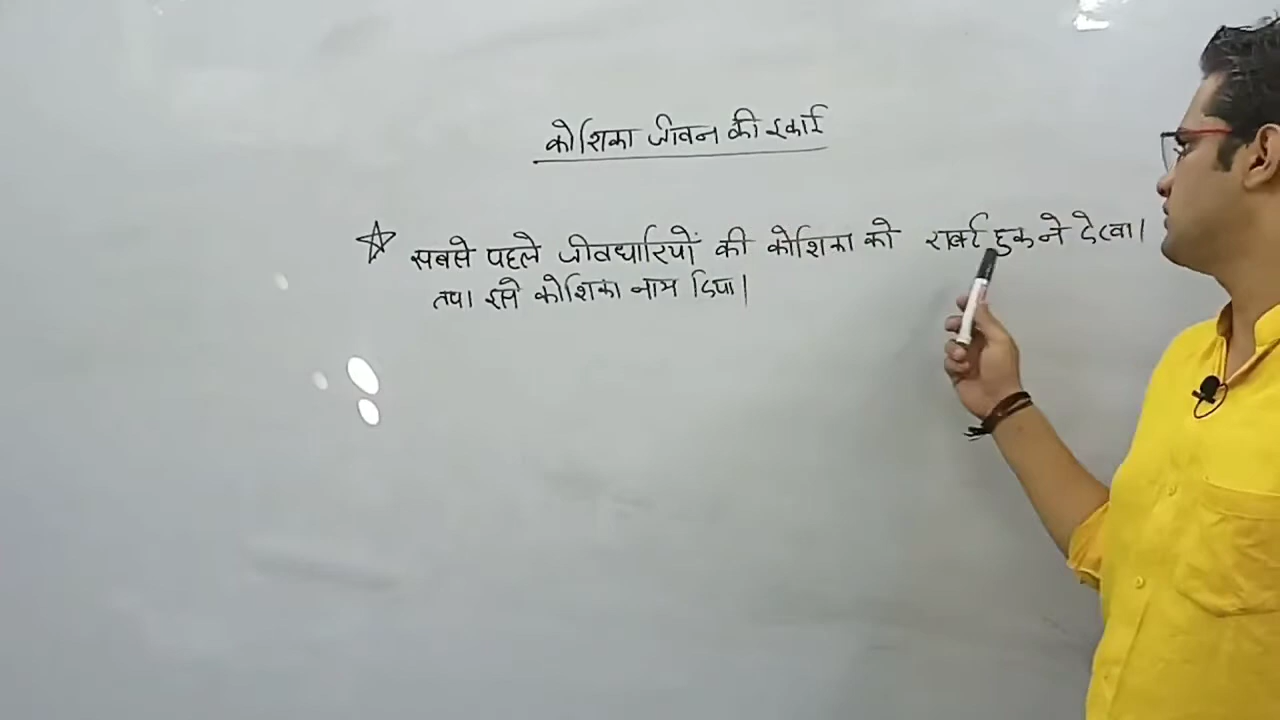 कोशिका जीवन की इकाई
सबसे पहले जीवधारियों की कोशिका को राबर्ट हुक ने देखा।
तथा इसे कोशिका नाम दिया।